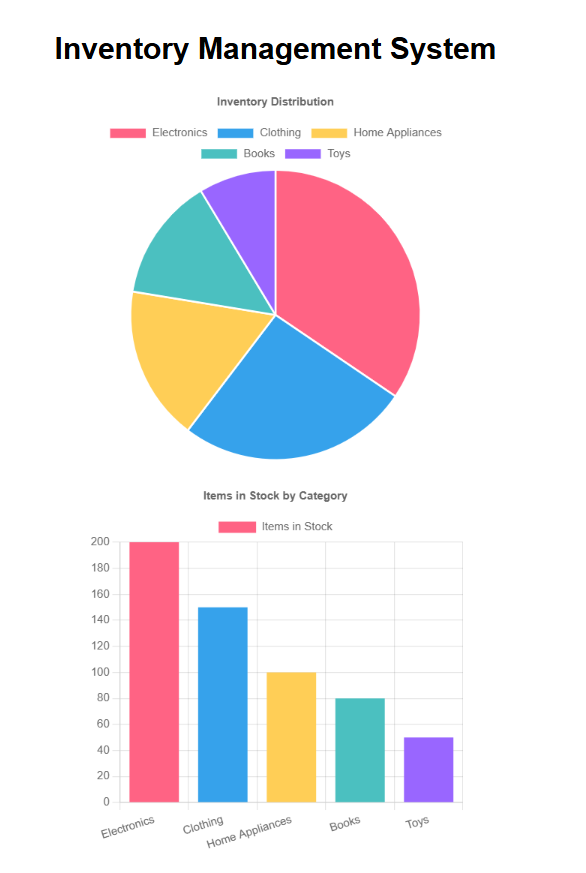 Inventory Management System
Inventory Distribution
Electronics Clothing Home Appliances
Books Toys
Items in Stock by Category
Items in Stock
200
180
160
140
120
100
80
60
40
20
0
Electronics Clothing Home Appliances Books Toys